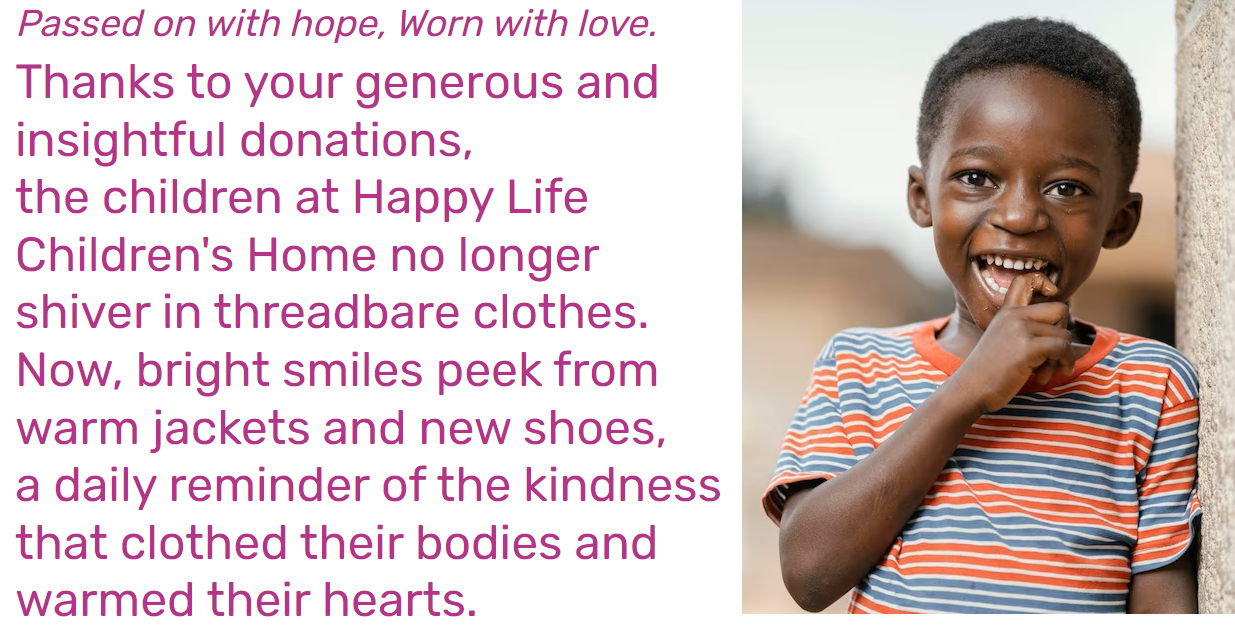 Passed on with hope, Worn with love.
Thanks to your generous and
insightful donations,
the children at Happy Life
Children's Home no longer
shiver in threadbare clothes.
Now, bright smiles peek from
warm jackets and new shoes,
a daily reminder of the kindness
that clothed their bodies and
warmed their hearts.